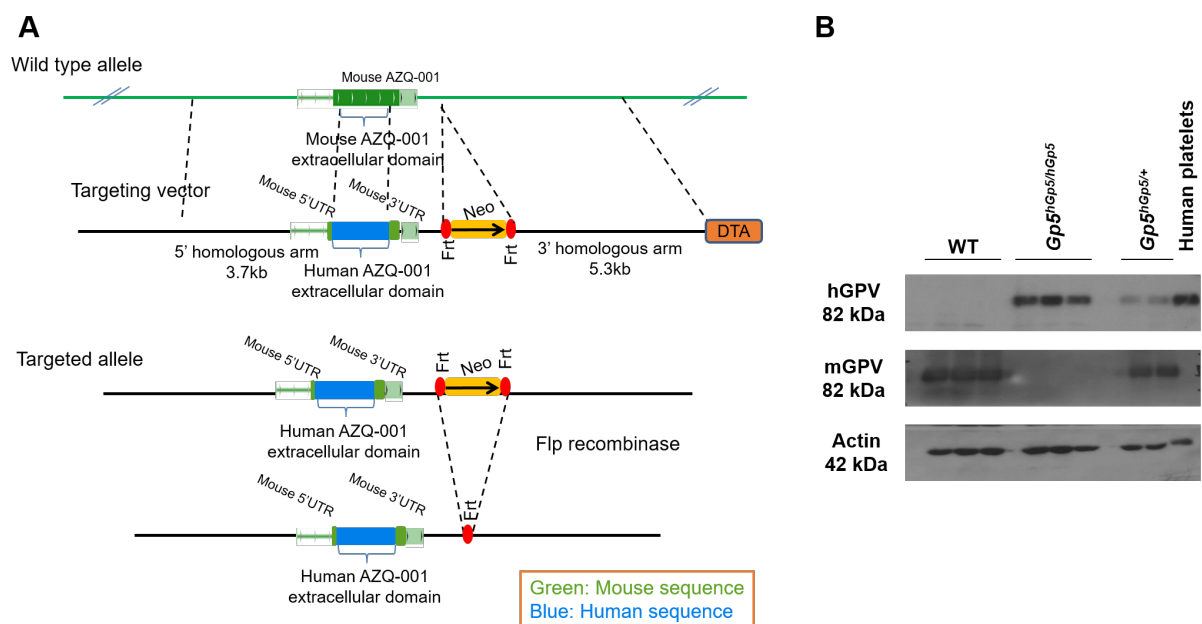 A
Wild type allele
Mouse AZQ-001
Mouse AZQ-001
extracellular domain
Targeting vector
Mouse 5'UTR
Mouse 3'UTR
Neo
Frt
Frt
DTA
5' homologous arm
3.7kb
Human AZQ-001
extracellular domain
3' homologous arm
5.3kb
Targeted allele
Mouse 5'UTR
Mouse 3'UTR
Frt
Neo
Frt
Human AZQ-001
extracellular domain
Flp recombinase
Mouse 5'UTR
Mouse 3'UTR
Frt
Human AZQ-001
extracellular domain
Green: Mouse sequence
Blue: Human sequence
B
WT
Gp5hGp5/hGp5
Gp5hGp5/+
Human platelets
hGPV
82 kDa
mGPV
82 kDa
Actin
42 kDa